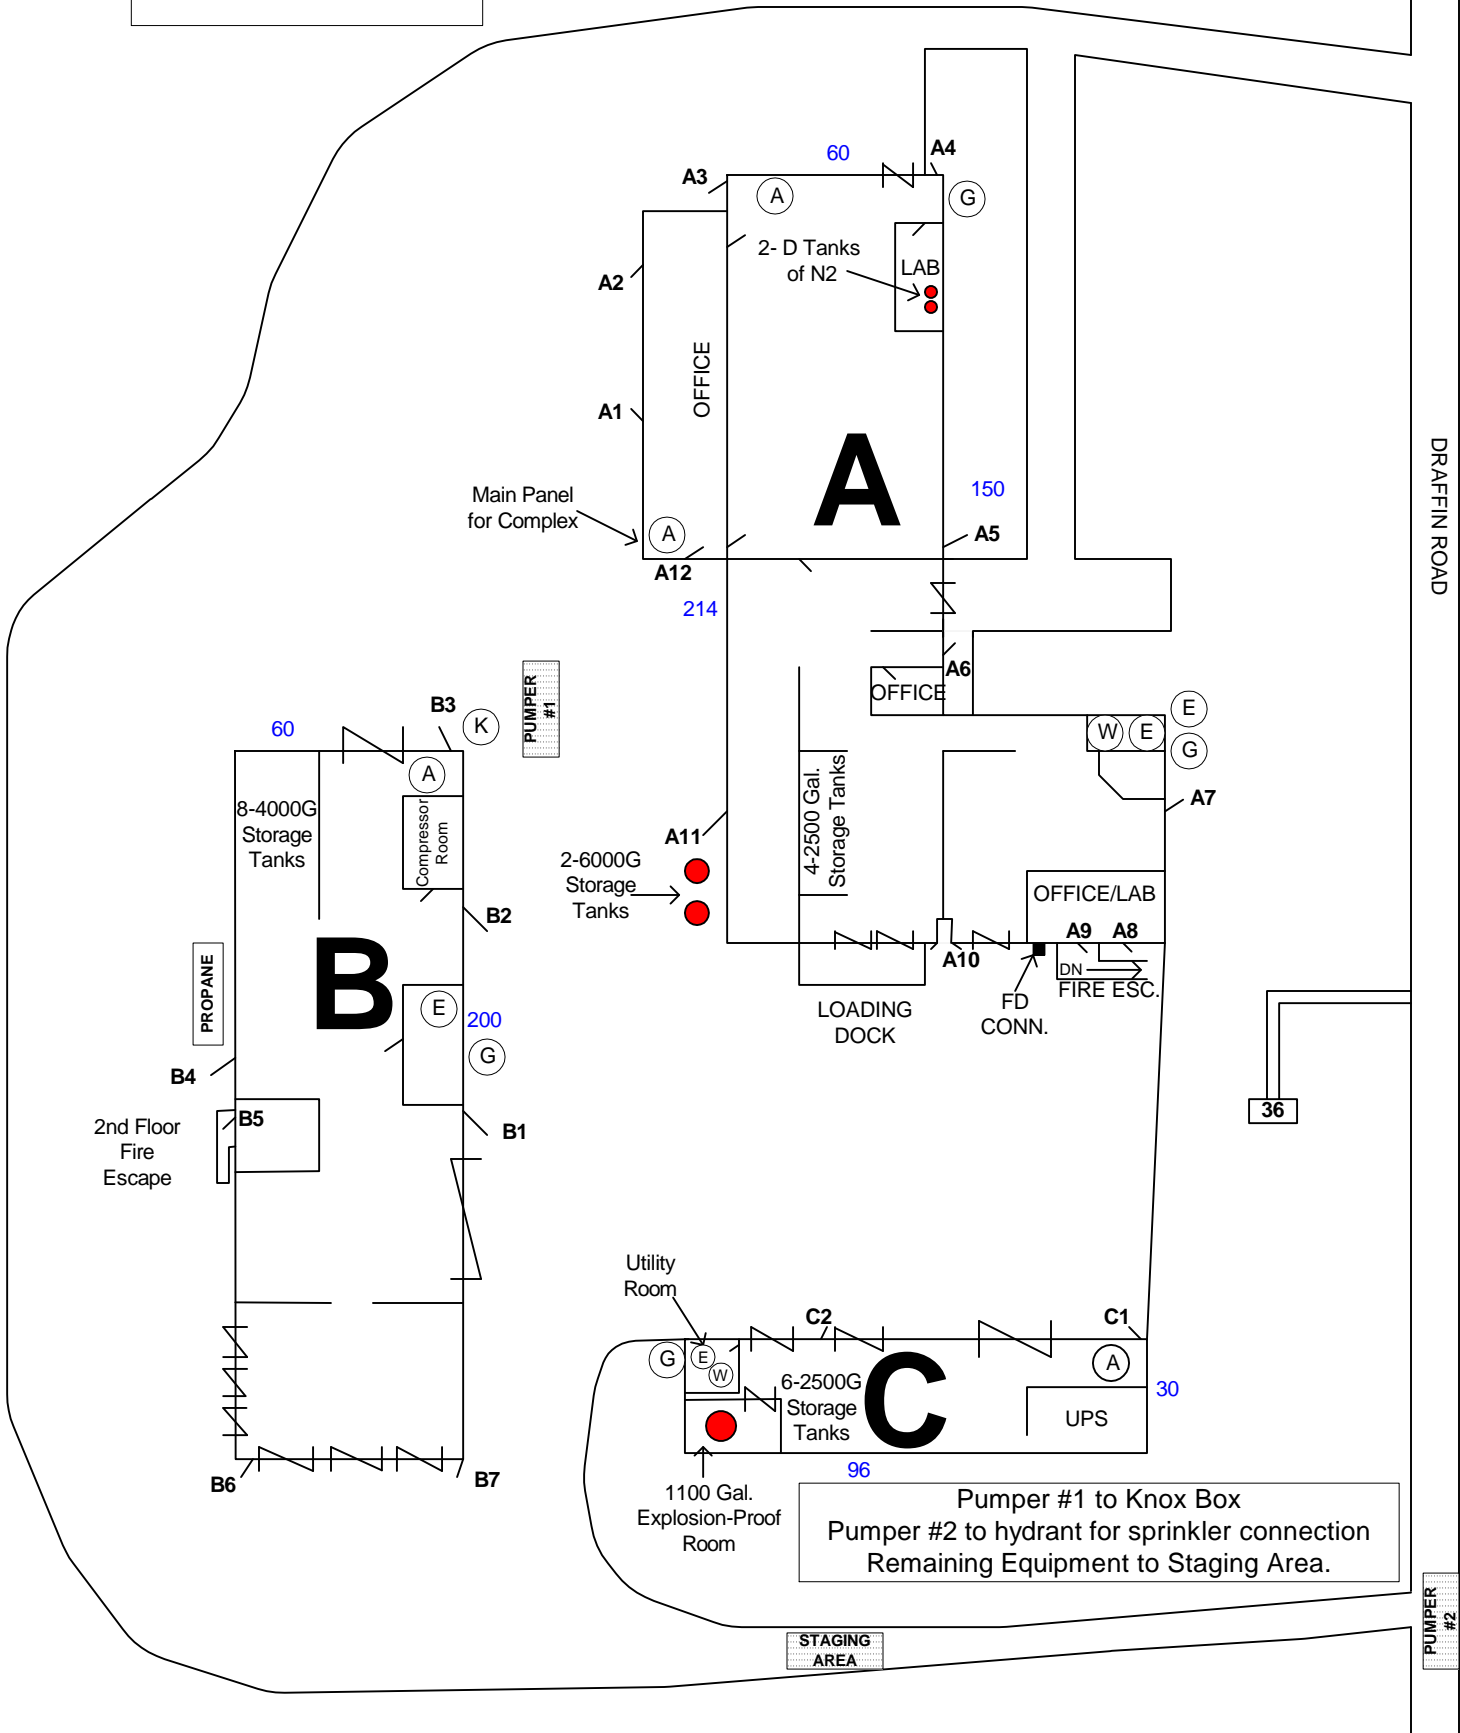 60
A4
A3
A
G
2- D Tanks
of N2
LAB
A2
OFFICE
A1
A
DRAFFIN ROAD
Main Panel
for Complex
150
A
A5
A12
214
A6
OFFICE
PUMPER
#1
B3
K
60
E
W
E
G
A
A7
8-4000G
Storage
Tanks
Compressor
Room
4-2500 Gal.
Storage Tanks
A11
2-6000G
Storage
Tanks
OFFICE/LAB
B2
A9
A8
A10
B
PROPANE
DN
FIRE ESC.
FD
CONN.
LOADING
DOCK
E
200
G
B4
B5
2nd Floor
Fire
Escape
B1
36
Utility
Room
C2
C1
G
E
W
A
6-2500G
Storage
Tanks
C
30
UPS
B6
B7
96
1100 Gal.
Explosion-Proof
Room
Pumper #1 to Knox Box
Pumper #2 to hydrant for sprinkler connection
Remaining Equipment to Staging Area.
PUMPER
#2
STAGING
AREA